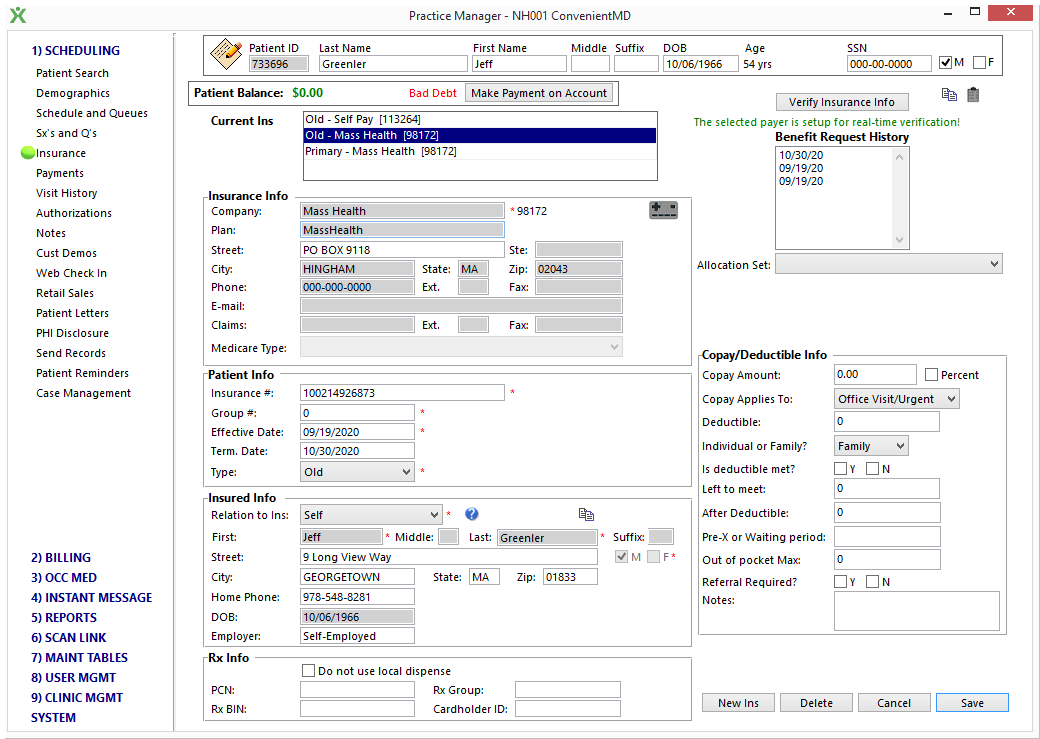 Practice Manager - NH001 ConvenientMD
1) SCHEDULING
Patient Search
Demographics
Schedule and Queues
Sx's and Q's
Insurance
Payments
Visit History
Authorizations
Notes
Cust Demos
Web Check In
Retail Sales
Patient Letters
PHI Disclosure
Send Records
Patient Reminders
Case Management
2) BILLING
3) OCC MED
4) INSTANT MESSAGE
5) REPORTS
6) SCAN LINK
7) MAINT TABLES
8) USER MGMT
9) CLINIC MGMT
SYSTEM
Patient ID Last Name First Name Middle Suffix DOB Age SSN
733696 Greenler Jeff 10/06/1966 54 yrs 000-00-0000 M F
Patient Balance: $0.00 Bad Debt Make Payment on Account
Current Ins
Old - Self Pay [113264]
Old - Mass Health [98172]
Primary - Mass Health [98172]
Verify Insurance Info
The selected payer is setup for real-time verification!
Benefit Request History
10/30/20
09/19/20
09/19/20
Allocation Set:
Insurance Info
Company: Mass Health * 98172
Plan: MassHealth
Street: PO BOX 9118 Ste:
City: HINGHAM State: MA Zip: 02043
Phone: 000-000-0000 Ext. Fax:
E-mail:
Claims: Ext. Fax:
Medicare Type:
Patient Info
Insurance #: 100214926873 *
Group #: 0 *
Effective Date: 09/19/2020 *
Term. Date: 10/30/2020
Type: Old *
Insured Info
Relation to Ins: Self * ?
First: Jeff * Middle: Last: Greenler * Suffix:
Street: 9 Long View Way M F *
City: GEORGETOWN State: MA Zip: 01833
Home Phone: 978-548-8281
DOB: 10/06/1966
Employer: Self-Employed
Rx Info
Do not use local dispense
PCN: Rx Group:
Rx BIN: Cardholder ID:
Copay/Deductible Info
Copay Amount: 0.00 Percent
Copay Applies To: Office Visit/Urgent
Deductible: 0
Individual or Family? Family
Is deductible met? Y N
Left to meet: 0
After Deductible: 0
Pre-X or Waiting period:
Out of pocket Max: 0
Referral Required? Y N
Notes:
New Ins Delete Cancel Save